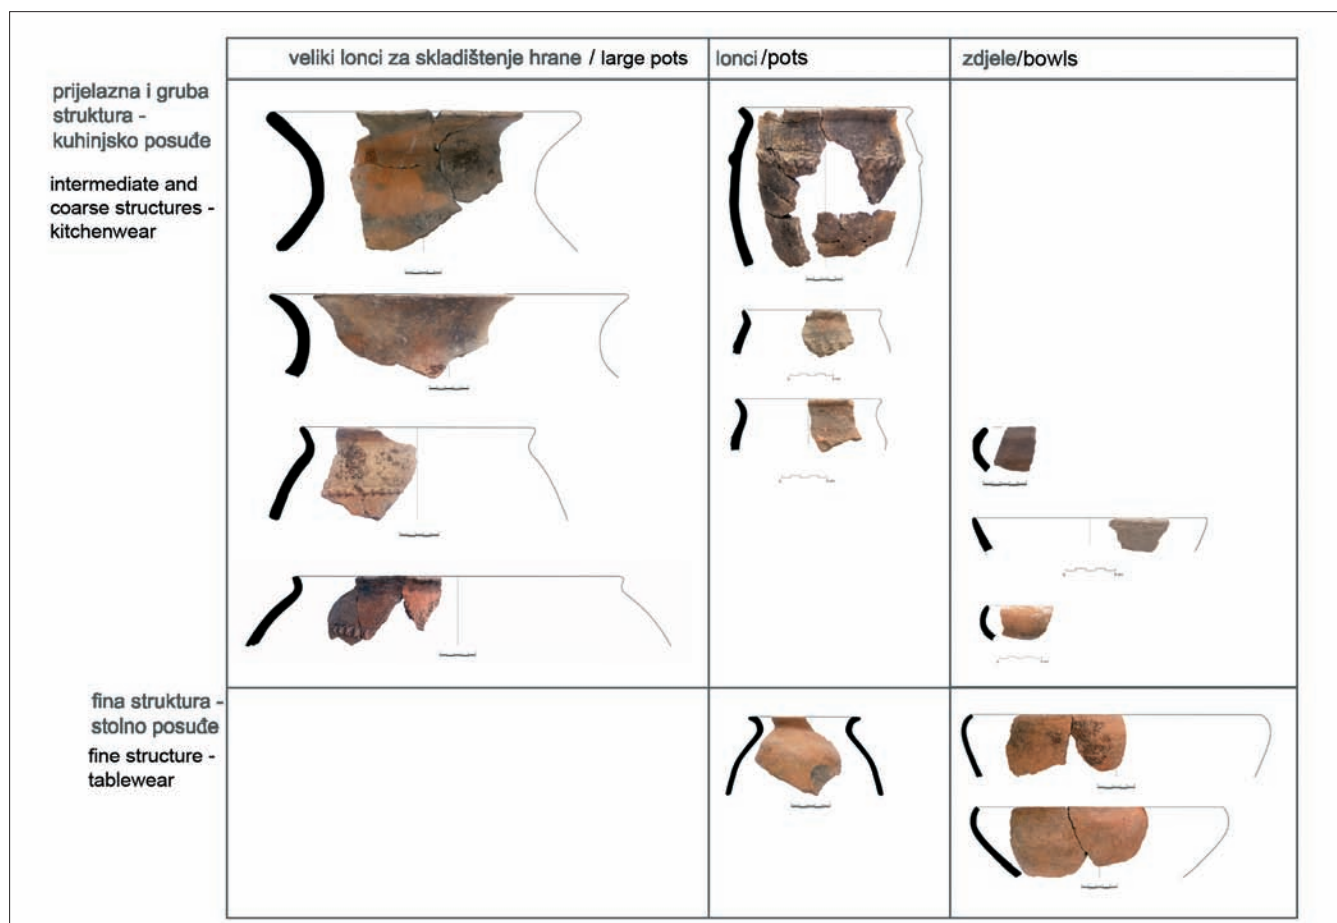 veliki lonci za skladištenje hrane / large pots
lonci/pots
zdjele/bowls
prijelazna i gruba
struktura -
kuhinjsko posuđe
intermediate and
coarse structures -
kitchenwear
fina struktura -
stolno posuđe
fine structure -
tablewear